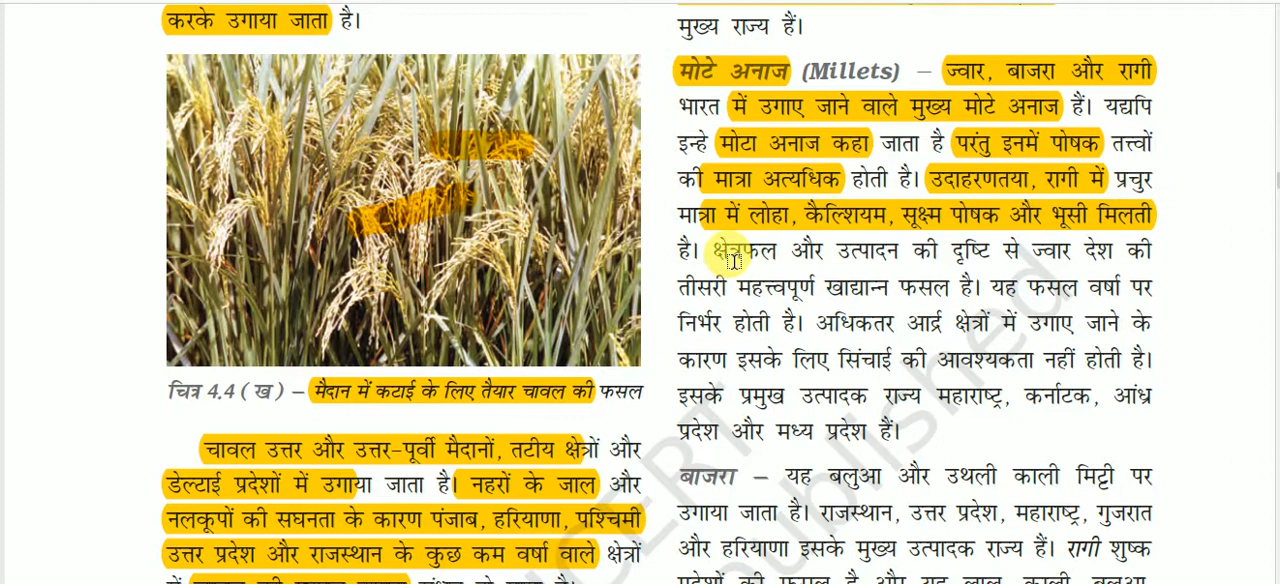 करके उगाया जाता है।
चित्र 4.4 ( ख ) – मैदान में कटाई के लिए तैयार चावल की फसल
चावल उत्तर और उत्तर-पूर्वी मैदानों, तटीय क्षेत्रों और
डेल्टाई प्रदेशों में उगाया जाता है। नहरों के जाल और
नलकूपों की सघनता के कारण पंजाब, हरियाणा, पश्चिमी
उत्तर प्रदेश और राजस्थान के कुछ कम वर्षा वाले क्षेत्रों
मुख्य राज्य हैं।
मोटे अनाज (Millets) – ज्वार, बाजरा और रागी
भारत में उगाए जाने वाले मुख्य मोटे अनाज हैं। यद्यपि
इन्हे मोटा अनाज कहा जाता है परंतु इनमें पोषक तत्त्वों
की मात्रा अत्यधिक होती है। उदाहरणतया, रागी में प्रचुर
मात्रा में लोहा, कैल्शियम, सूक्ष्म पोषक और भूसी मिलती
है। क्षेत्रफल और उत्पादन की दृष्टि से ज्वार देश की
तीसरी महत्त्वपूर्ण खाद्यान्न फसल है। यह फसल वर्षा पर
निर्भर होती है। अधिकतर आर्द्र क्षेत्रों में उगाए जाने के
कारण इसके लिए सिंचाई की आवश्यकता नहीं होती है।
इसके प्रमुख उत्पादक राज्य महाराष्ट्र, कर्नाटक, आंध्र
प्रदेश और मध्य प्रदेश हैं।
बाजरा – यह बलुआ और उथली काली मिट्टी पर
उगाया जाता है। राजस्थान, उत्तर प्रदेश, महाराष्ट्र, गुजरात
और हरियाणा इसके मुख्य उत्पादक राज्य हैं। रागी शुष्क
प्रदेशों की फसल है और यह लाल, काली, बलुआ,